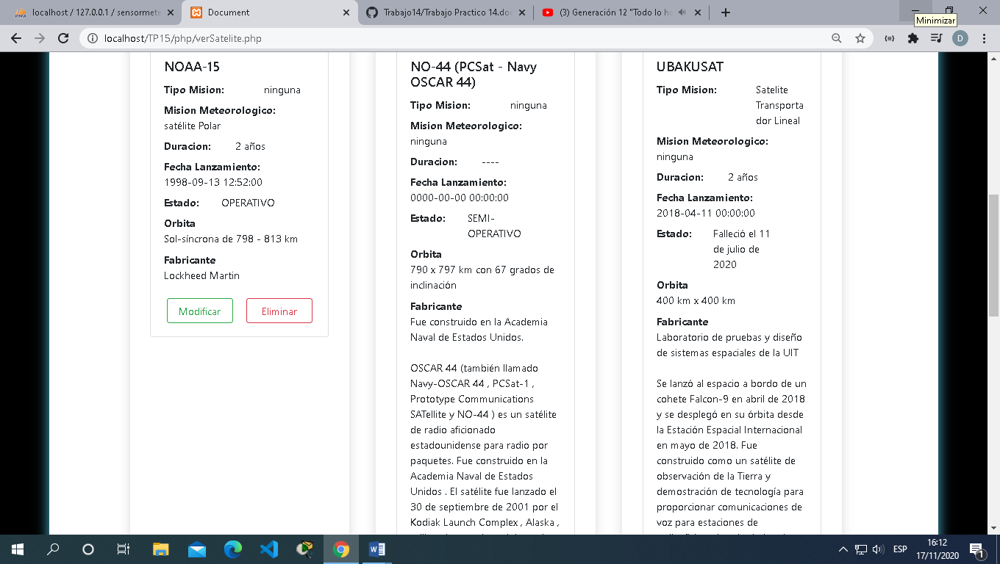 localhost / 127.0.0.1 / sensormete
Document
Trabajo14/Trabajo Practico 14.doc
(3) Generación 12 "Todo lo ha
Minimizar
localhost/TP15/php/verSatelite.php
D
NOAA-15
Tipo Mision: ninguna
Mision Meteorologico:
satélite Polar
Duracion: 2 años
Fecha Lanzamiento:
1998-09-13 12:52:00
Estado: OPERATIVO
Orbita
Sol-síncrona de 798 - 813 km
Fabricante
Lockheed Martin
Modificar Eliminar
NO-44 (PCSat - Navy
OSCAR 44)
Tipo Mision: ninguna
Mision Meteorologico:
ninguna
Duracion: ----
Fecha Lanzamiento:
0000-00-00 00:00:00
Estado: SEMI-
OPERATIVO
Orbita
790 x 797 km con 67 grados de
inclinación
Fabricante
Fue construido en la Academia
Naval de Estados Unidos.
OSCAR 44 (también llamado
Navy-OSCAR 44 , PCSat-1 ,
Prototype Communications
SATellite y NO-44 ) es un satélite
de radio aficionado
estadounidense para radio por
paquetes. Fue construido en la
Academia Naval de Estados
Unidos . El satélite fue lanzado el
30 de septiembre de 2001 por el
Kodiak Launch Complex , Alaska ,
UBAKUSAT
Tipo Mision: Satelite
Transporta
dor Lineal
Mision Meteorologico:
ninguna
Duracion: 2 años
Fecha Lanzamiento:
2018-04-11 00:00:00
Estado: Falleció el 11
de julio de
2020
Orbita
400 km x 400 km
Fabricante
Laboratorio de pruebas y diseño
de sistemas espaciales de la UIT
Se lanzó al espacio a bordo de un
cohete Falcon-9 en abril de 2018
y se desplegó en su órbita desde
la Estación Espacial Internacional
en mayo de 2018. Fue
construido como un satélite de
observación de la Tierra y
demostración de tecnología para
proporcionar comunicaciones de
voz para estaciones de
ESP
16:12
17/11/2020
1